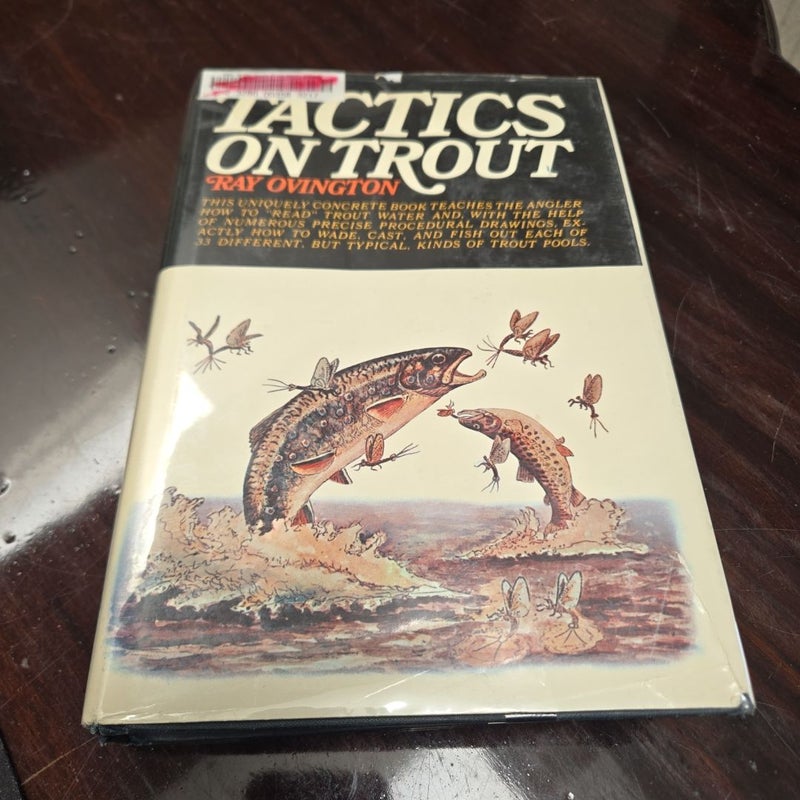 TACTICS
ON TROUT
RAY OVINGTON
THIS UNIQUELY CONCRETE BOOK TEACHES THE ANGLER
HOW TO "READ" TROUT WATER AND, WITH THE HELP
OF NUMEROUS PRECISE PROCEDURAL DRAWINGS, EX-
ACTLY HOW TO WADE, CAST, AND FISH OUT EACH OF
33 DIFFERENT, BUT TYPICAL, KINDS OF TROUT POOLS.